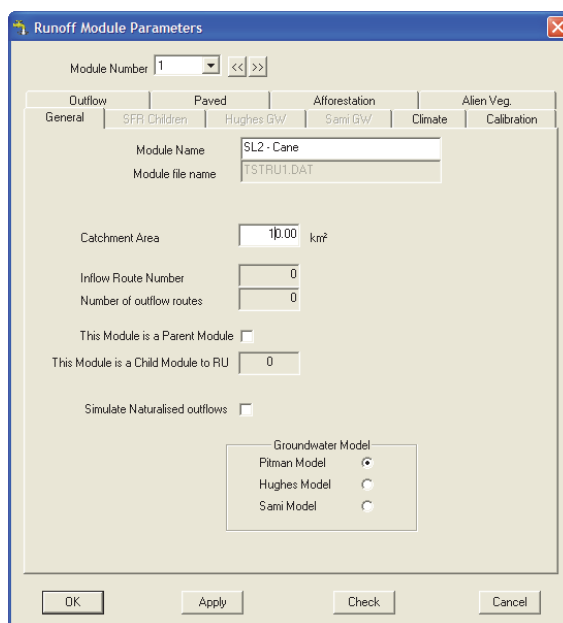 Runoff Module Parameters
Module Number 1 << >>
Outflow Paved Afforestation Alien Veg.
General SFR Children Hughes GW Sami GW Climate Calibration
Module Name SL2 - Cane
Module file name TSTRU1.DAT
Catchment Area 10.00 km²
Inflow Route Number 0
Number of outflow routes 0
This Module is a Parent Module
This Module is a Child Module to RU 0
Simulate Naturalised outflows
Groundwater Model
Pitman Model
Hughes Model
Sami Model
OK Apply Check Cancel